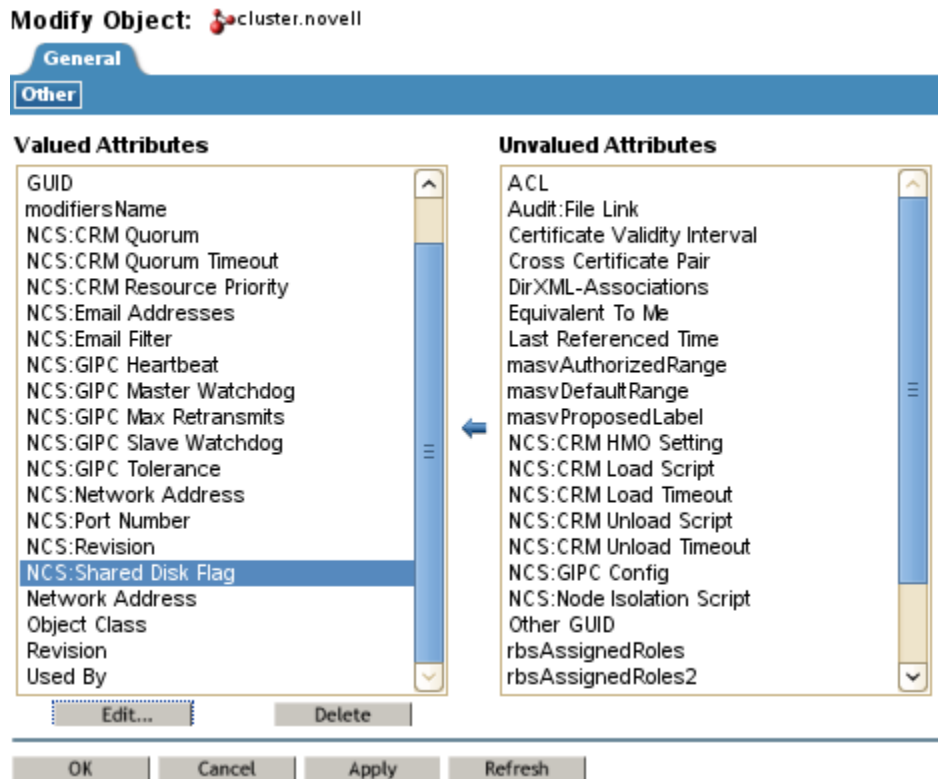 Modify Object: cluster.novell
General
Other
Valued Attributes
GUID
modifiersName
NCS:CRM Quorum
NCS:CRM Quorum Timeout
NCS:CRM Resource Priority
NCS:Email Addresses
NCS:Email Filter
NCS:GIPC Heartbeat
NCS:GIPC Master Watchdog
NCS:GIPC Max Retransmits
NCS:GIPC Slave Watchdog
NCS:GIPC Tolerance
NCS:Network Address
NCS:Port Number
NCS:Revision
NCS:Shared Disk Flag
Network Address
Object Class
Revision
Used By
Edit...
Delete
Unvalued Attributes
ACL
Audit:File Link
Certificate Validity Interval
Cross Certificate Pair
DirXML-Associations
Equivalent To Me
Last Referenced Time
masvAuthorizedRange
masvDefaultRange
masvProposedLabel
NCS:CRM HMO Setting
NCS:CRM Load Script
NCS:CRM Load Timeout
NCS:CRM Unload Script
NCS:CRM Unload Timeout
NCS:GIPC Config
NCS:Node Isolation Script
Other GUID
rbsAssignedRoles
rbsAssignedRoles2
OK
Cancel
Apply
Refresh